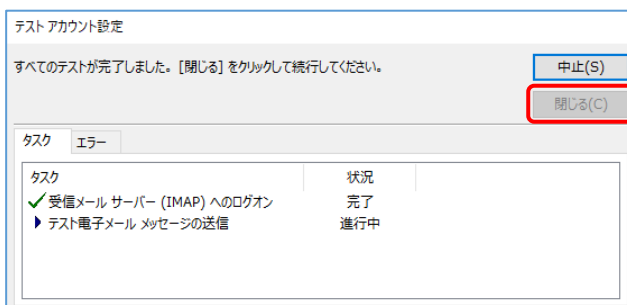 テスト アカウント設定
すべてのテストが完了しました。[閉じる] をクリックして続行してください。
中止(S)
閉じる(C)
タスク エラー
タスク 状況
受信メール サーバー (IMAP) へのログオン 完了
テスト電子メール メッセージの送信 進行中